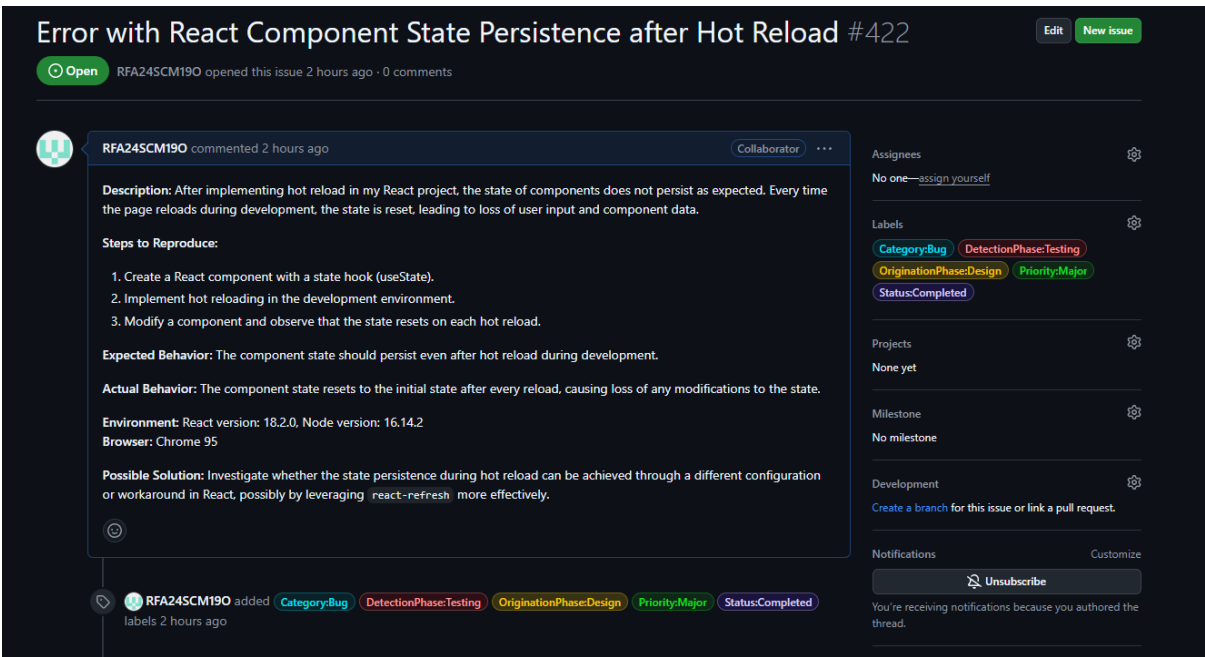 Error with React Component State Persistence after Hot Reload #422
Edit
New issue
Open
RFA24SCM19O opened this issue 2 hours ago · 0 comments
RFA24SCM19O commented 2 hours ago
Collaborator
Description: After implementing hot reload in my React project, the state of components does not persist as expected. Every time
the page reloads during development, the state is reset, leading to loss of user input and component data.
Steps to Reproduce:
1. Create a React component with a state hook (useState).
2. Implement hot reloading in the development environment.
3. Modify a component and observe that the state resets on each hot reload.
Expected Behavior: The component state should persist even after hot reload during development.
Actual Behavior: The component state resets to the initial state after every reload, causing loss of any modifications to the state.
Environment: React version: 18.2.0, Node version: 16.14.2
Browser: Chrome 95
Possible Solution: Investigate whether the state persistence during hot reload can be achieved through a different configuration
or workaround in React, possibly by leveraging react-refresh more effectively.
RFA24SCM19O added Category:Bug DetectionPhase:Testing OriginationPhase:Design Priority:Major Status:Completed
labels 2 hours ago
Assignees
No one—assign yourself
Labels
Category:Bug DetectionPhase:Testing
OriginationPhase:Design Priority:Major
Status:Completed
Projects
None yet
Milestone
No milestone
Development
Create a branch for this issue or link a pull request.
Notifications
Customize
Unsubscribe
You're receiving notifications because you authored the
thread.